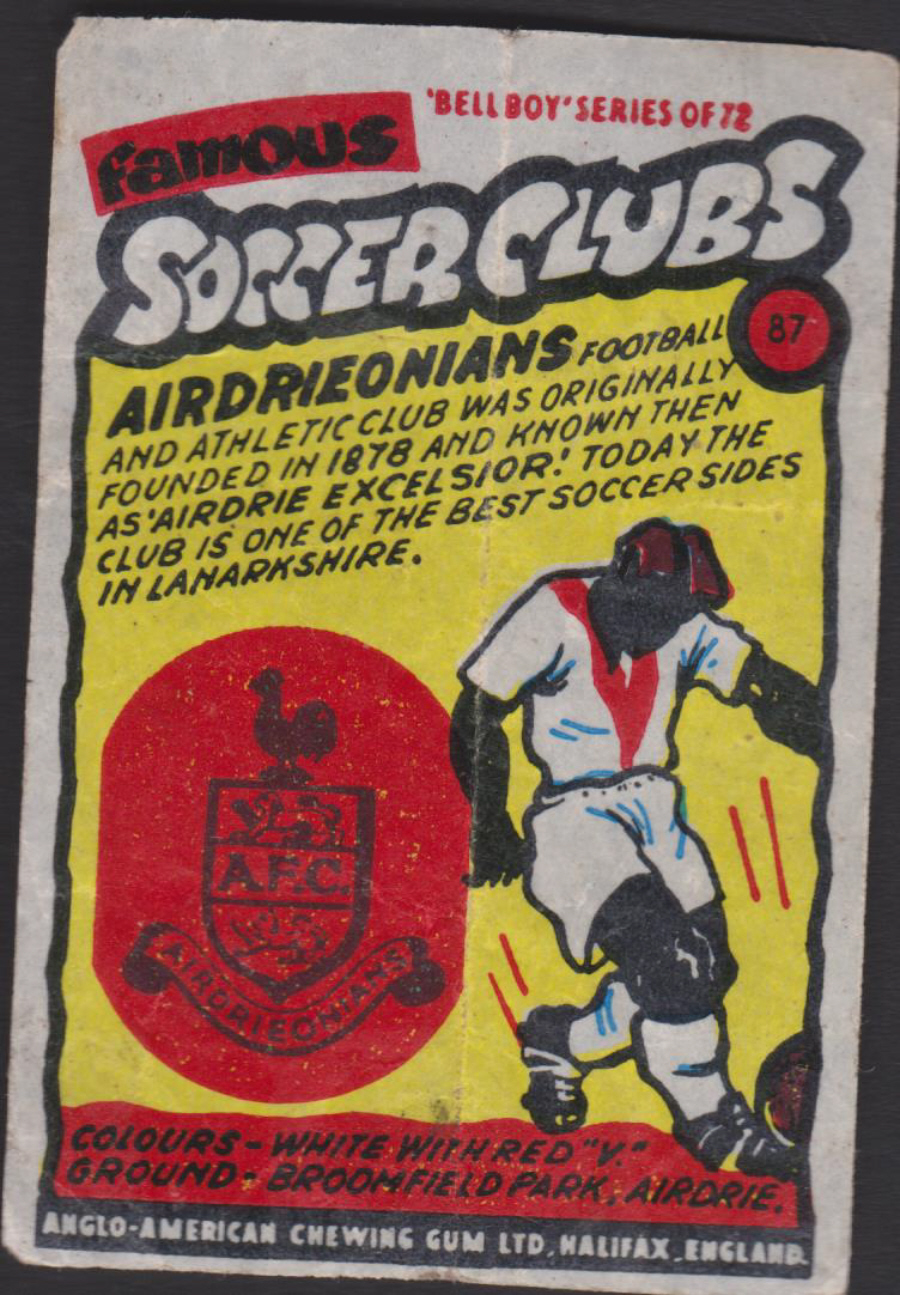 'BELL BOY' SERIES OF 72
famous
SOCCER CLUBS
87
AIRDRIEONIANS FOOTBALL
AND ATHLETIC CLUB WAS ORIGINALLY
FOUNDED IN 1878 AND KNOWN THEN
AS 'AIRDRIE EXCELSIOR.' TODAY THE
CLUB IS ONE OF THE BEST SOCCER SIDES
IN LANARKSHIRE.
A.F.C.
AIRDRIEONIANS
COLOURS - WHITE WITH RED "V."
GROUND - BROOMFIELD PARK, AIRDRIE.
ANGLO-AMERICAN CHEWING GUM LTD, HALIFAX, ENGLAND.